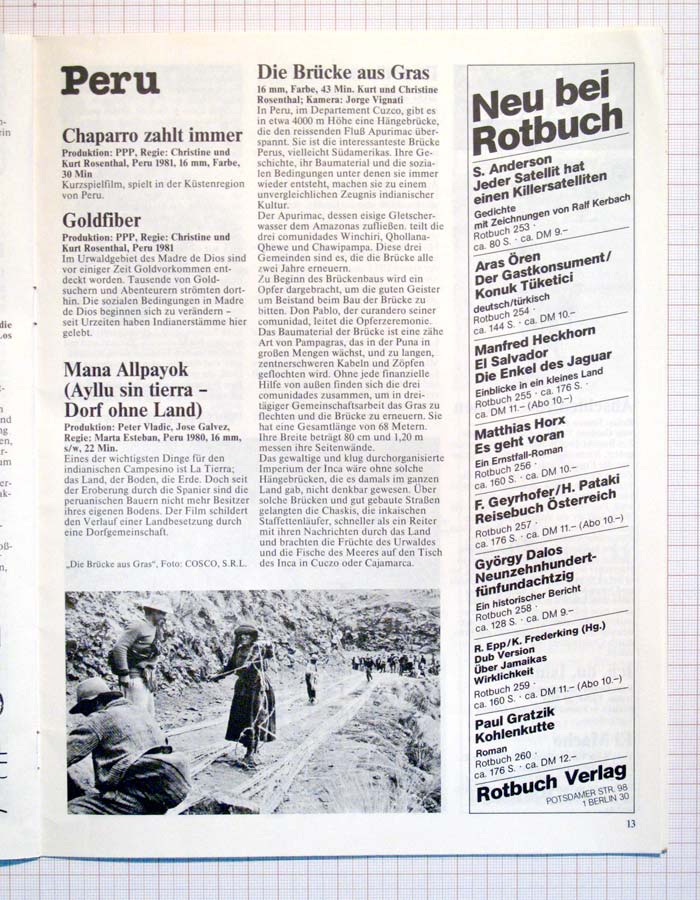 Peru
Chaparro zahlt immer
Produktion: PPP, Regie: Christine und
Kurt Rosenthal, Peru 1981, 16 mm, Farbe,
30 Min
Kurzspielfilm, spielt in der Küstenregion
von Peru.
Goldfiber
Produktion: PPP, Regie: Christine und
Kurt Rosenthal, Peru 1981
Im Urwaldgebiet des Madre de Dios sind
vor einiger Zeit Goldvorkommen ent-
deckt worden. Tausende von Gold-
suchern und Abenteurern strömten dort-
hin. Die sozialen Bedingungen in Madre
de Dios beginnen sich zu verändern –
seit Urzeiten haben Indianerstämme hier
gelebt.
Mana Allpayok
(Ayllu sin tierra –
Dorf ohne Land)
Produktion: Peter Vladic, Jose Galvez,
Regie: Marta Esteban, Peru 1980, 16 mm,
s/w, 22 Min.
Eines der wichtigsten Dinge für den
indianischen Campesino ist La Tierra;
das Land, der Boden, die Erde. Doch seit
der Eroberung durch die Spanier sind die
peruanischen Bauern nicht mehr Besitzer
ihres eigenen Bodens. Der Film schildert
den Verlauf einer Landbesetzung durch
eine Dorfgemeinschaft.
„Die Brücke aus Gras", Foto: COSCO, S.R.L.
Die Brücke aus Gras
16 mm, Farbe, 43 Min. Kurt und Christine
Rosenthal; Kamera: Jorge Vignati
In Peru, im Departement Cuzco, gibt es
in etwa 4000 m Höhe eine Hängebrücke,
die den reissenden Fluß Apurimac über-
spannt. Sie ist die interessanteste Brücke
Perus, vielleicht Südamerikas. Ihre Ge-
schichte, ihr Baumaterial und die sozia-
len Bedingungen unter denen sie immer
wieder entsteht, machen sie zu einem
unvergleichlichen Zeugnis indianischer
Kultur.
Der Apurimac, dessen eisige Gletscher-
wasser dem Amazonas zufließen. teilt die
drei comunidades Winchiri, Qhollana-
Qhewe und Chawipampa. Diese drei
Gemeinden sind es, die die Brücke alle
zwei Jahre erneuern.
Zu Beginn des Brückenbaus wird ein
Opfer dargebracht, um die guten Geister
um Beistand beim Bau der Brücke zu
bitten. Don Pablo, der curandero seiner
comunidad, leitet die Opferzeremonie.
Das Baumaterial der Brücke ist eine zähe
Art von Pampagras, das in der Puna in
großen Mengen wächst, und zu langen,
zentnerschweren Kabeln und Zöpfen
geflochten wird. Ohne jede finanzielle
Hilfe von außen finden sich die drei
comunidades zusammen, um in drei-
tägiger Gemeinschaftsarbeit das Gras zu
flechten und die Brücke zu erneuern. Sie
hat eine Gesamtlänge von 68 Metern.
Ihre Breite beträgt 80 cm und 1,20 m
messen ihre Seitenwände.
Das gewaltige und klug durchorganisierte
Imperium der Inca wäre ohne solche
Hängebrücken, die es damals im ganzen
Land gab, nicht denkbar gewesen. Über
solche Brücken und gut gebaute Straßen
gelangten die Chaskis, die inkaischen
Staffettenläufer, schneller als ein Reiter
mit ihren Nachrichten durch das Land
und brachten die Früchte des Urwaldes
und die Fische des Meeres auf den Tisch
des Inca in Cuczo oder Cajamarca.
Neu bei
Rotbuch
S. Anderson
Jeder Satellit hat
einen Killersatelliten
Gedichte
mit Zeichnungen von Ralf Kerbach
Rotbuch 253 ·
ca. 80 S. · ca. DM 9.–
Aras Ören
Der Gastkonsument/
Konuk Tüketici
deutsch/türkisch
Rotbuch 254 ·
ca. 144 S. · ca. DM 10.–
Manfred Heckhorn
El Salvador
Die Enkel des Jaguar
Einblicke in ein kleines Land
Rotbuch 255 · ca. 176 S. ·
ca. DM 11.– (Abo 10.–)
Matthias Horx
Es geht voran
Ein Ernstfall-Roman
Rotbuch 256 ·
ca. 160 S. · ca. DM 10.–
F. Geyrhofer/H. Pataki
Reisebuch Österreich
Rotbuch 257 ·
ca. 176 S. · ca. DM 11.– (Abo 10.–)
György Dalos
Neunzehnhundert-
fünfundachtzig
Ein historischer Bericht
Rotbuch 258 ·
ca. 128 S. · ca. DM 9.–
R. Epp/K. Frederking (Hg.)
Dub Version
Über Jamaikas
Wirklichkeit
Rotbuch 259 ·
ca. 160 S. · ca. DM 11.– (Abo 10.–)
Paul Gratzik
Kohlenkutte
Roman
Rotbuch 260 ·
ca. 176 S. · ca. DM 12.–
Rotbuch Verlag
POTSDAMER STR. 98
1 BERLIN 30
13